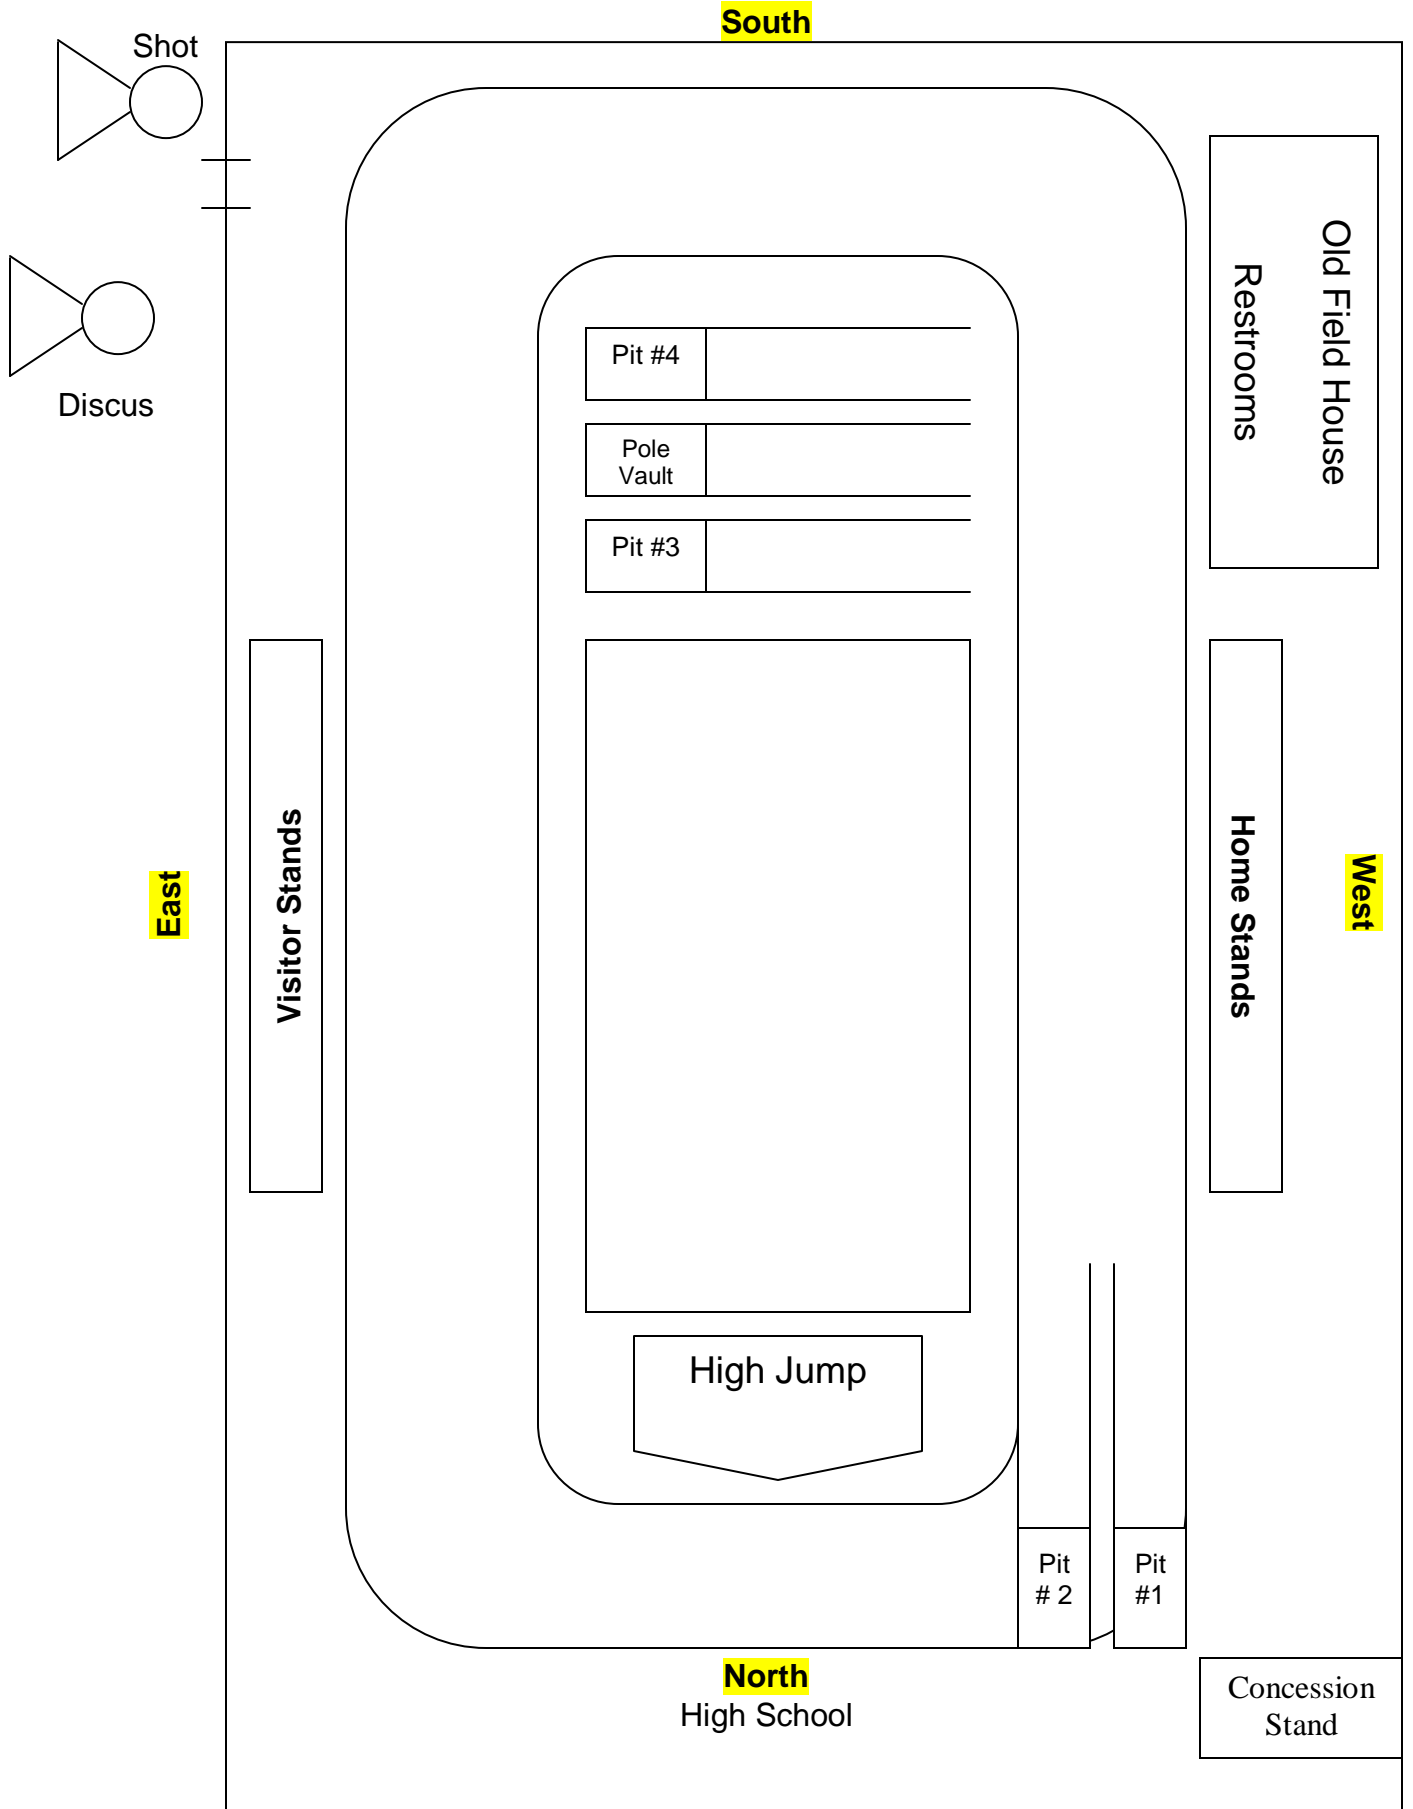 South
Shot
Old Field House
Restrooms
Pit #4
Discus
Pole
Vault
Pit #3
Visitor Stands
Home Stands
East
West
High Jump
Pit
# 2
Pit
#1
North
High School
Concession
Stand